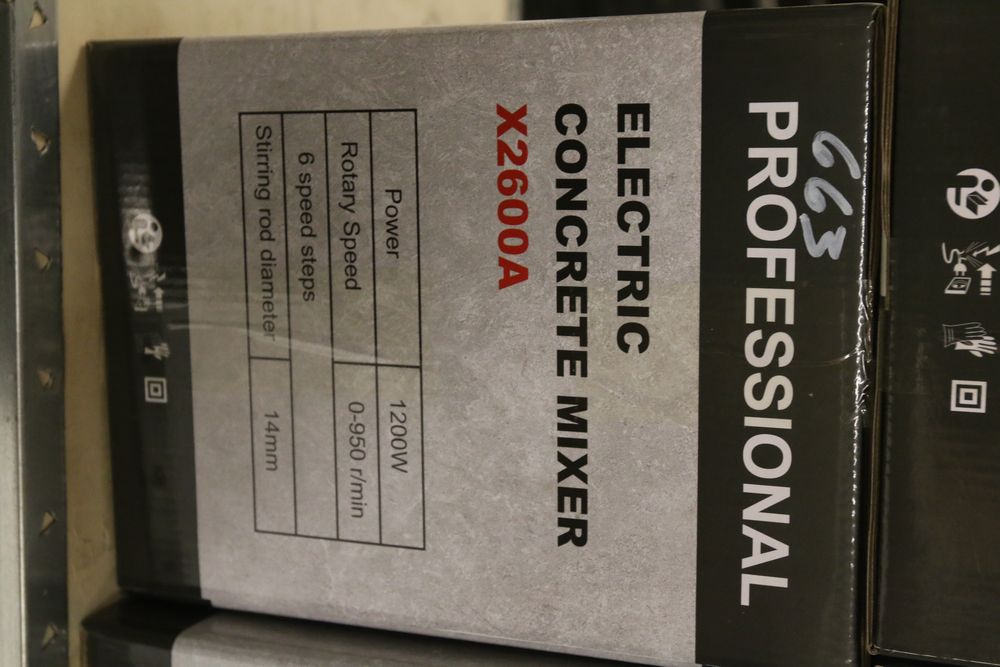 663
PROFESSIONAL
ELECTRIC
CONCRETE MIXER
X2600A
Power 1200W
Rotary Speed 0-950 r/min
6 speed steps
Stirring rod diameter 14mm